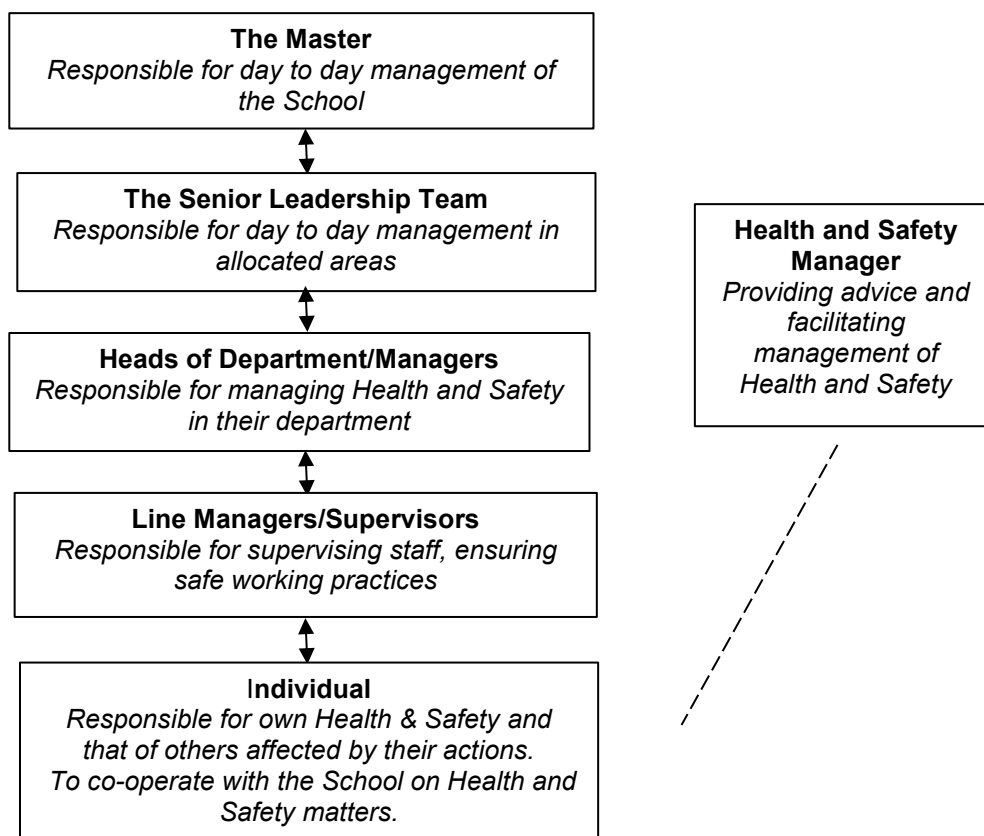 The Master
Responsible for day to day management of
the School
The Senior Leadership Team
Responsible for day to day management in
allocated areas
Heads of Department/Managers
Responsible for managing Health and Safety
in their department
Line Managers/Supervisors
Responsible for supervising staff, ensuring
safe working practices
Individual
Responsible for own Health & Safety and
that of others affected by their actions.
To co-operate with the School on Health and
Safety matters.
Health and Safety
Manager
Providing advice and
facilitating
management of
Health and Safety